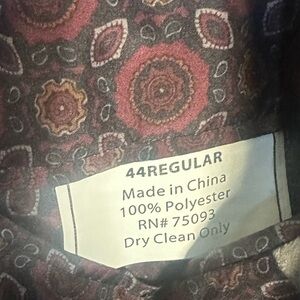 44REGULAR
Made in China
100% Polyester
RN# 75093
Dry Clean Only